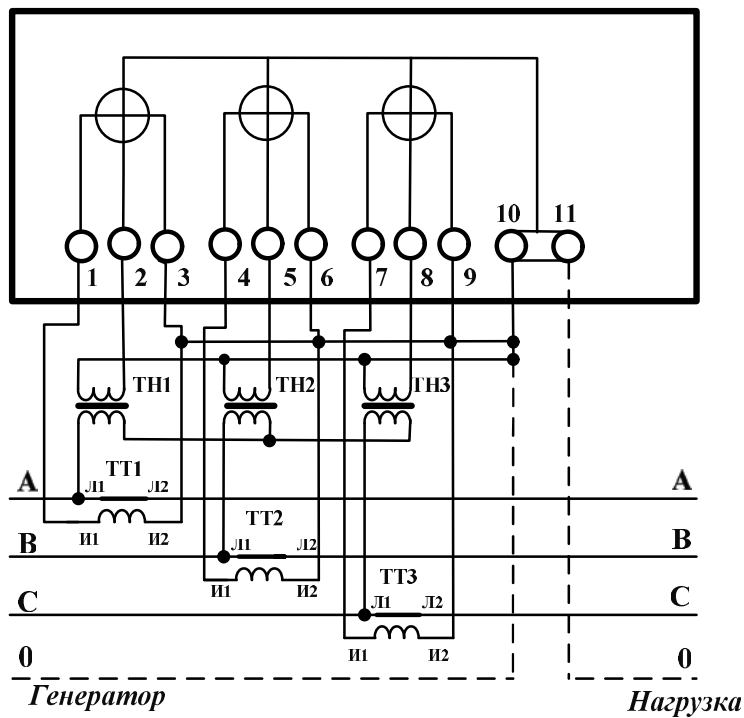 10 11
1 2 3 4 5 6 7 8 9
ТН1 ТН2 ТН3
ТТ1
А Л1 Л2 А
ТТ2
И1 И2
В Л1 Л2 В
ТТ3
И1 И2
С Л1 Л2 С
И1 И2
0 0
Генератор
Нагрузка